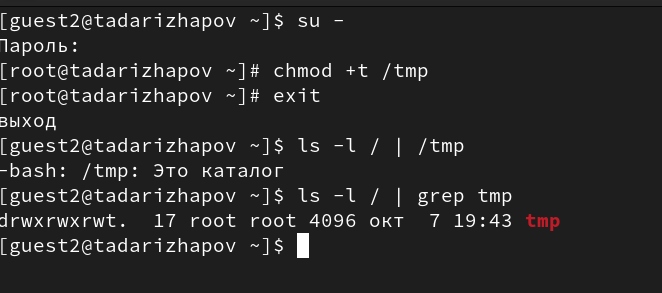 [guest2@tadarizhapov ~]$ su -
Пароль:
[root@tadarizhapov ~]# chmod +t /tmp
[root@tadarizhapov ~]# exit
выход
[guest2@tadarizhapov ~]$ ls -l / | /tmp
-bash: /tmp: Это каталог
[guest2@tadarizhapov ~]$ ls -l / | grep tmp
drwxrwxrwt.  17 root root 4096 окт  7 19:43 tmp
[guest2@tadarizhapov ~]$